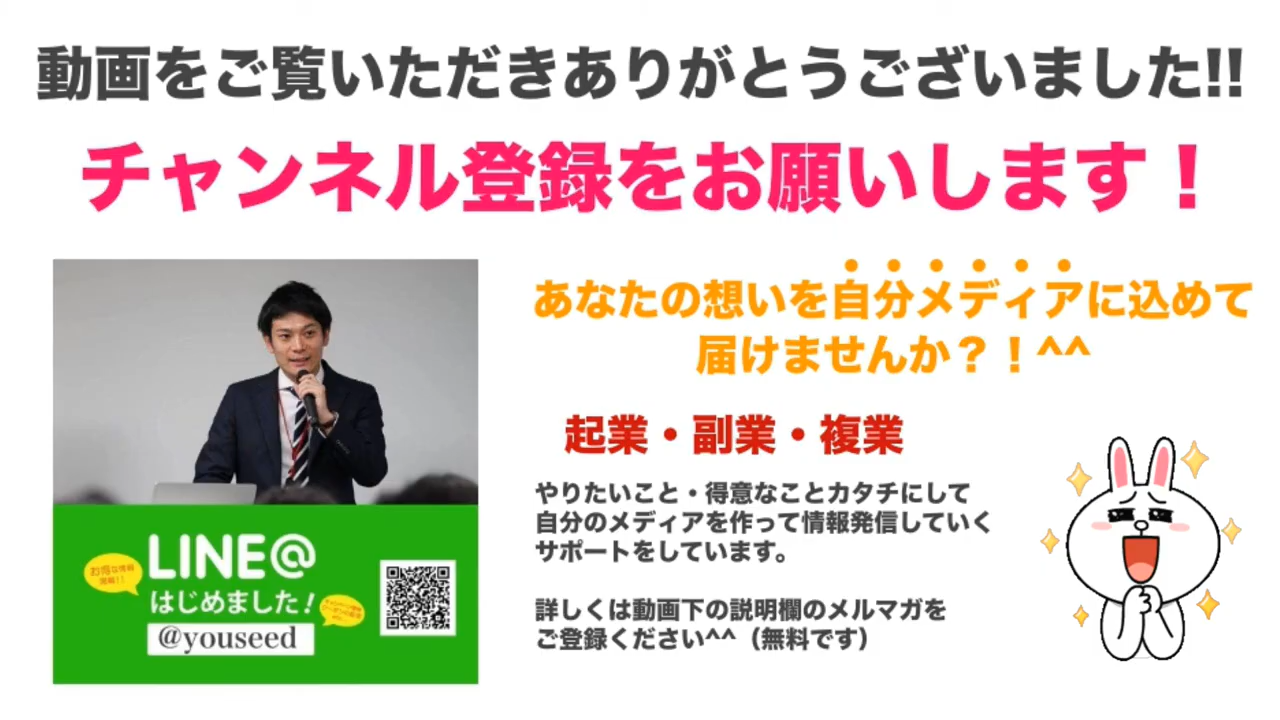 動画をご覧いただきありがとうございました!!
チャンネル登録をお願いします！
あなたの想いを自分メディアに込めて
届けませんか？！^^
起業・副業・複業
やりたいこと・得意なことカタチにして
自分のメディアを作って情報発信していく
サポートをしています。
詳しくは動画下の説明欄のメルマガを
ご登録ください^^（無料です）
LINE@
お得な情報
はじめました！
@youseed